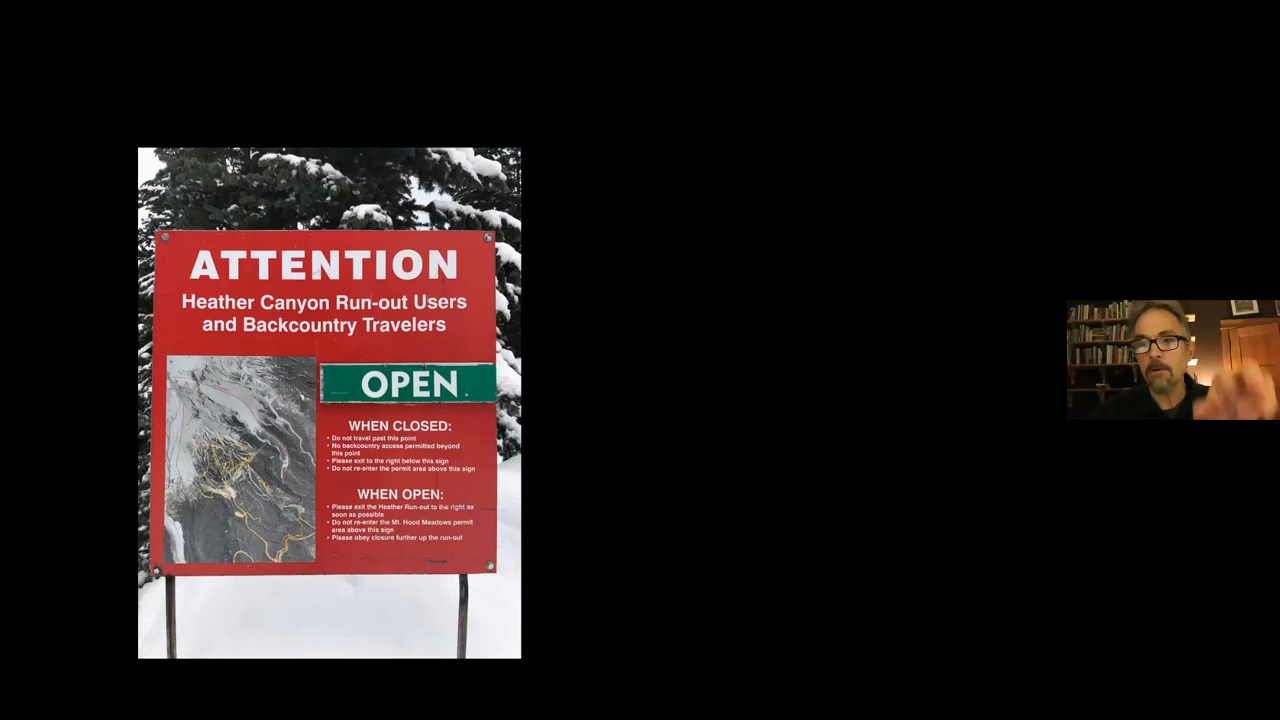 ATTENTION
Heather Canyon Run-out Users
and Backcountry Travelers
OPEN
WHEN CLOSED:
• Do not travel past this point
• No backcountry access permitted beyond
this point
• Please exit to the right below this sign
• Do not re-enter the permit area above this sign
WHEN OPEN:
• Please exit the Heather Run-out to the right as
soon as possible
• Do not re-enter the Mt. Hood Meadows permit
area above this sign
• Please obey closure further up the run-out